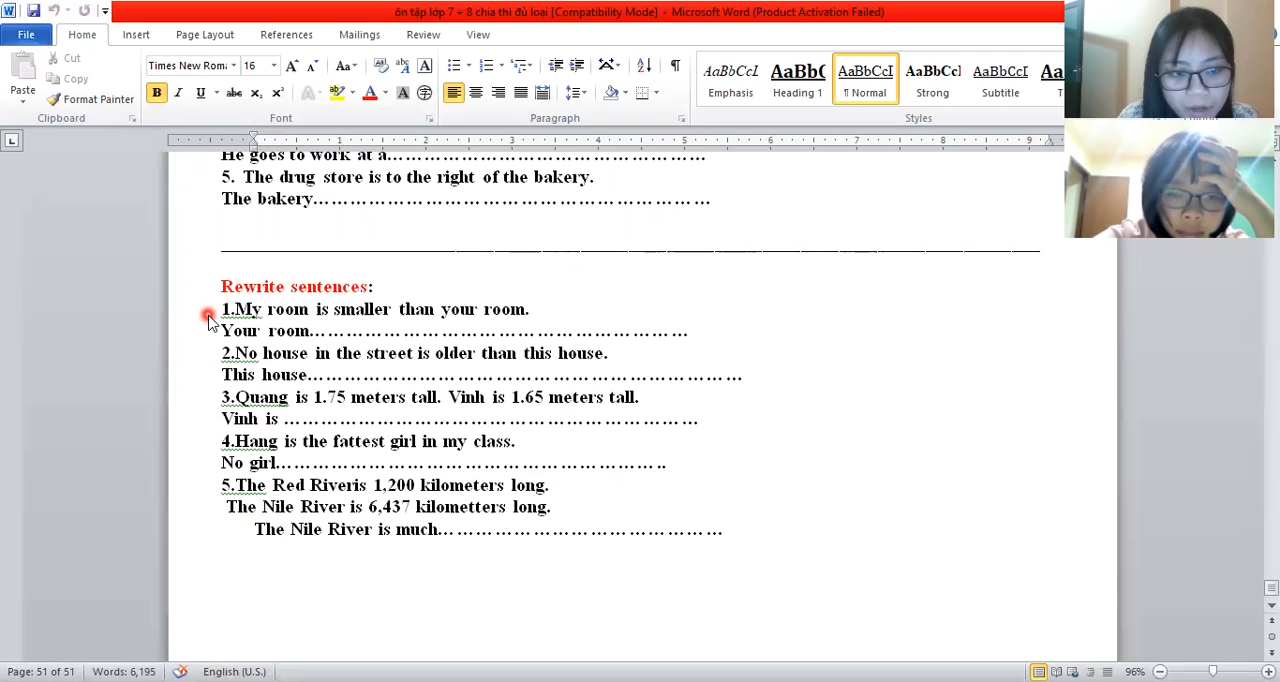 ôn tập lớp 7 + 8 chia thì đủ loại [Compatibility Mode] - Microsoft Word (Product Activation Failed)
File Home Insert Page Layout References Mailings Review View
Cut
Copy
Paste
Format Painter
Times New Roma 16
AaBbCcI AaBbC AaBbCcI AaBbCcI AaBbCcI
Emphasis Heading 1 ¶ Normal Strong Subtitle
Clipboard Font Paragraph Styles
He goes to work at a………………………………………………
5. The drug store is to the right of the bakery.
The bakery………………………………………………………
Rewrite sentences:
1.My room is smaller than your room.
Your room………………………………………………………
2.No house in the street is older than this house.
This house…………………………………………………………
3.Quang is 1.75 meters tall. Vinh is 1.65 meters tall.
Vinh is …………………………………………………………
4.Hang is the fattest girl in my class.
No girl………………………………………………………..
5.The Red Riveris 1,200 kilometers long.
The Nile River is 6,437 kilometters long.
The Nile River is much………………………………………
Page: 51 of 51 Words: 6,195 English (U.S.) 96%